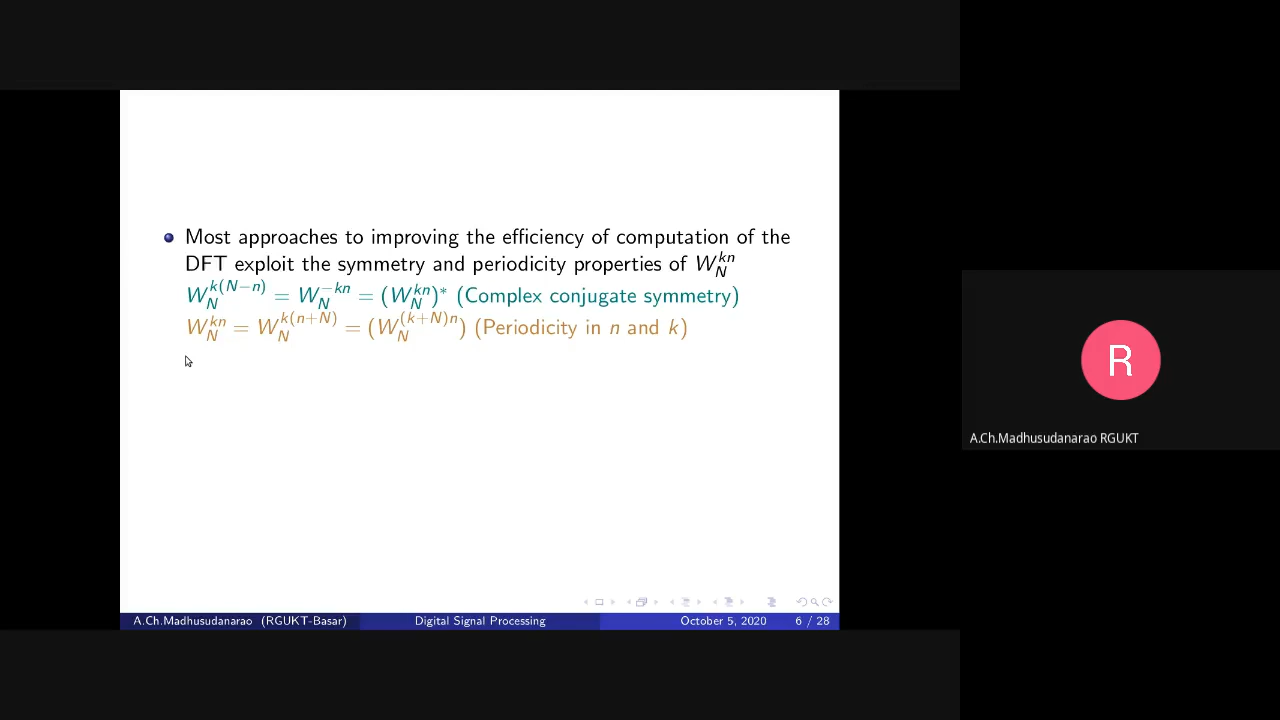 Most approaches to improving the efficiency of computation of the
DFT exploit the symmetry and periodicity properties of $W_N^{kn}$
$W_N^{k(N-n)} = W_N^{-kn} = (W_N^{kn})^*$ (Complex conjugate symmetry)
$W_N^{kn} = W_N^{k(n+N)} = (W_N^{(k+N)n})$ (Periodicity in n and k)
R
A.Ch.Madhusudanarao RGUKT
A.Ch.Madhusudanarao (RGUKT-Basar) Digital Signal Processing October 5, 2020 6 / 28